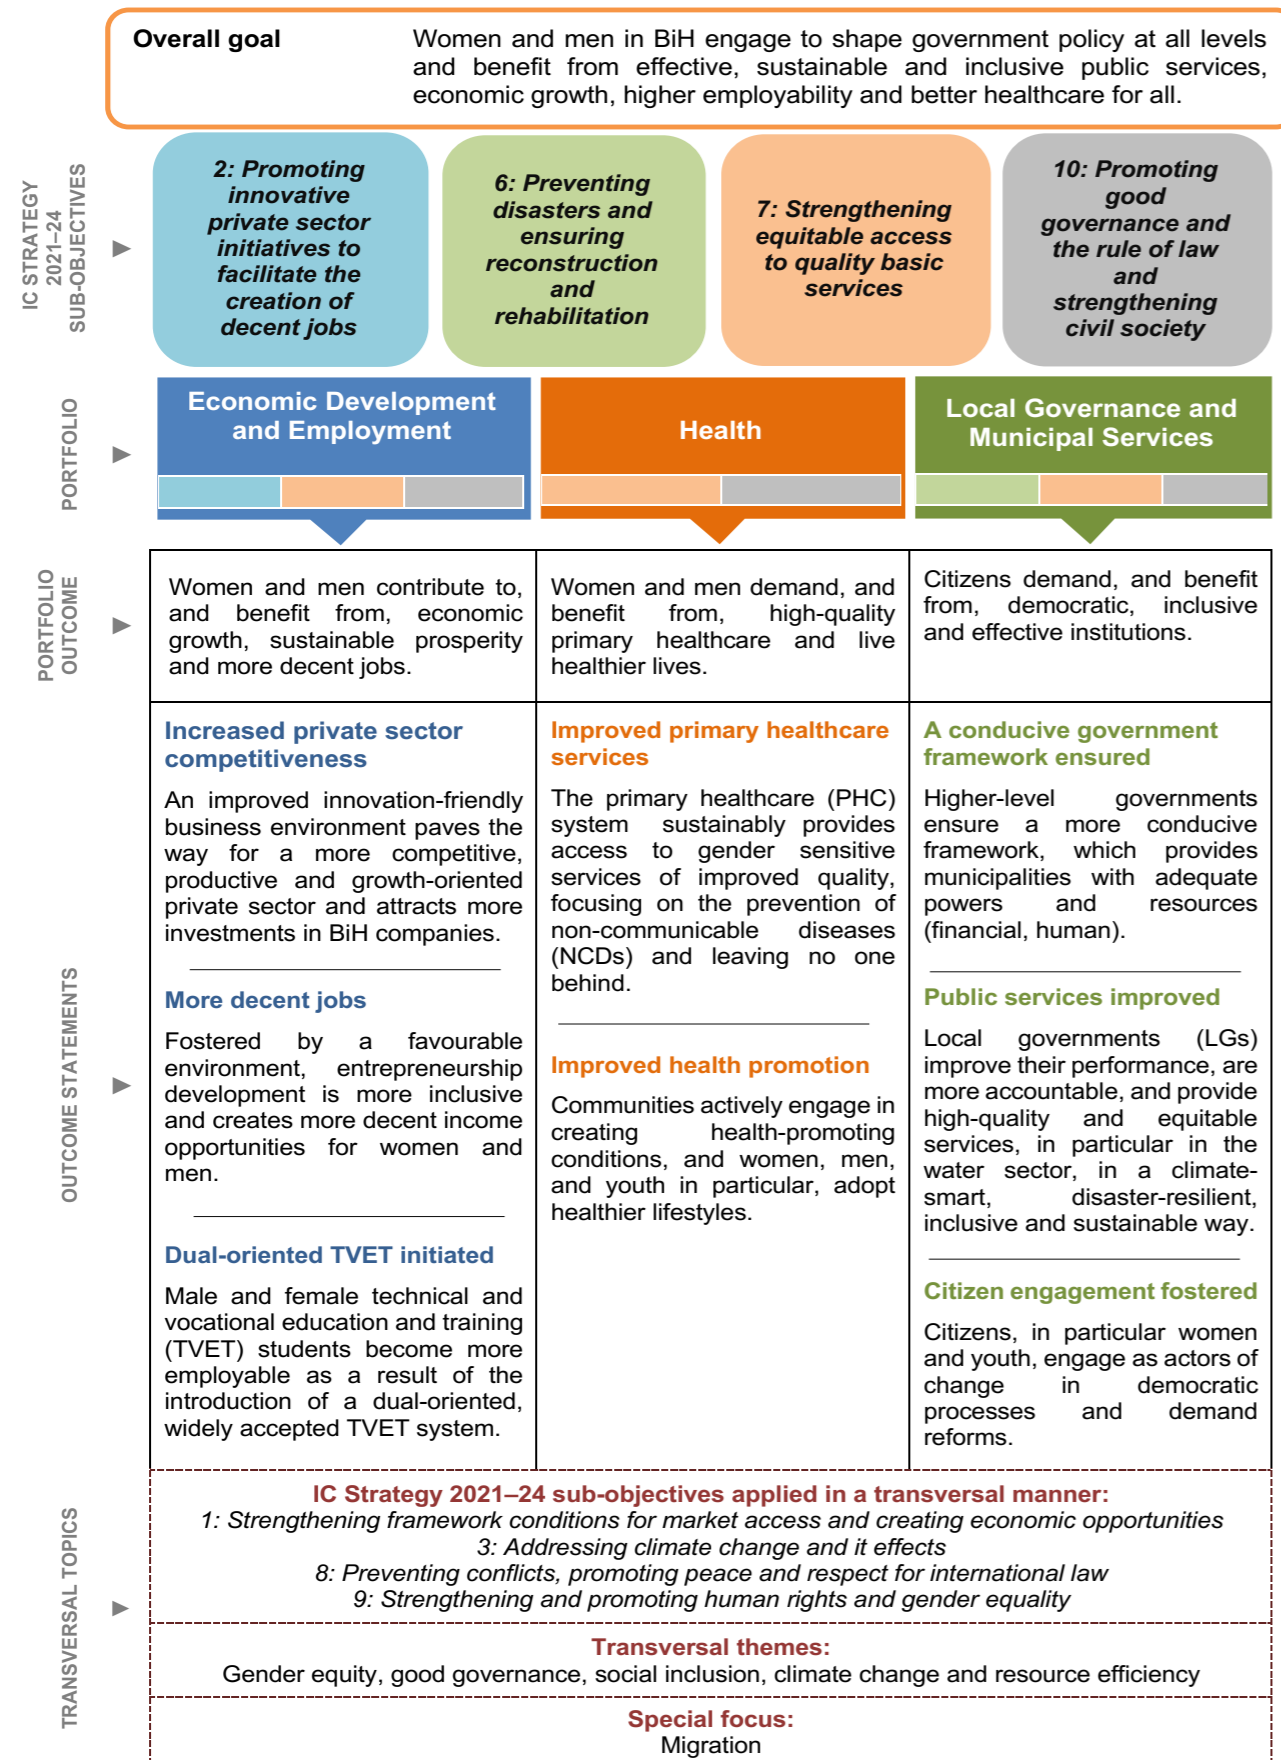 Overall goal
Women and men in BiH engage to shape government policy at all levels
and benefit from effective, sustainable and inclusive public services,
economic growth, higher employability and better healthcare for all.
IC STRATEGY
2021–24
SUB-OBJECTIVES
2: Promoting
innovative
private sector
initiatives to
facilitate the
creation of
decent jobs
6: Preventing
disasters and
ensuring
reconstruction
and
rehabilitation
7: Strengthening
equitable access
to quality basic
services
10: Promoting
good
governance and
the rule of law
and
strengthening
civil society
PORTFOLIO
Economic Development
and Employment
Health
Local Governance and
Municipal Services
PORTFOLIO
OUTCOME
Women and men contribute to,
and benefit from, economic
growth, sustainable prosperity
and more decent jobs.
Women and men demand, and
benefit from, high-quality
primary healthcare and live
healthier lives.
Citizens demand, and benefit
from, democratic, inclusive
and effective institutions.
OUTCOME STATEMENTS
Increased private sector
competitiveness
An improved innovation-friendly
business environment paves the
way for a more competitive,
productive and growth-oriented
private sector and attracts more
investments in BiH companies.
More decent jobs
Fostered by a favourable
environment, entrepreneurship
development is more inclusive
and creates more decent income
opportunities for women and
men.
Dual-oriented TVET initiated
Male and female technical and
vocational education and training
(TVET) students become more
employable as a result of the
introduction of a dual-oriented,
widely accepted TVET system.
Improved primary healthcare
services
The primary healthcare (PHC)
system sustainably provides
access to gender sensitive
services of improved quality,
focusing on the prevention of
non-communicable diseases
(NCDs) and leaving no one
behind.
Improved health promotion
Communities actively engage in
creating health-promoting
conditions, and women, men,
and youth in particular, adopt
healthier lifestyles.
A conducive government
framework ensured
Higher-level governments
ensure a more conducive
framework, which provides
municipalities with adequate
powers and resources
(financial, human).
Public services improved
Local governments (LGs)
improve their performance, are
more accountable, and provide
high-quality and equitable
services, in particular in the
water sector, in a climate-
smart, disaster-resilient,
inclusive and sustainable way.
Citizen engagement fostered
Citizens, in particular women
and youth, engage as actors of
change in democratic
processes and demand
reforms.
TRANSVERSAL TOPICS
IC Strategy 2021–24 sub-objectives applied in a transversal manner:
1: Strengthening framework conditions for market access and creating economic opportunities
3: Addressing climate change and it effects
8: Preventing conflicts, promoting peace and respect for international law
9: Strengthening and promoting human rights and gender equality
Transversal themes:
Gender equity, good governance, social inclusion, climate change and resource efficiency
Special focus:
Migration